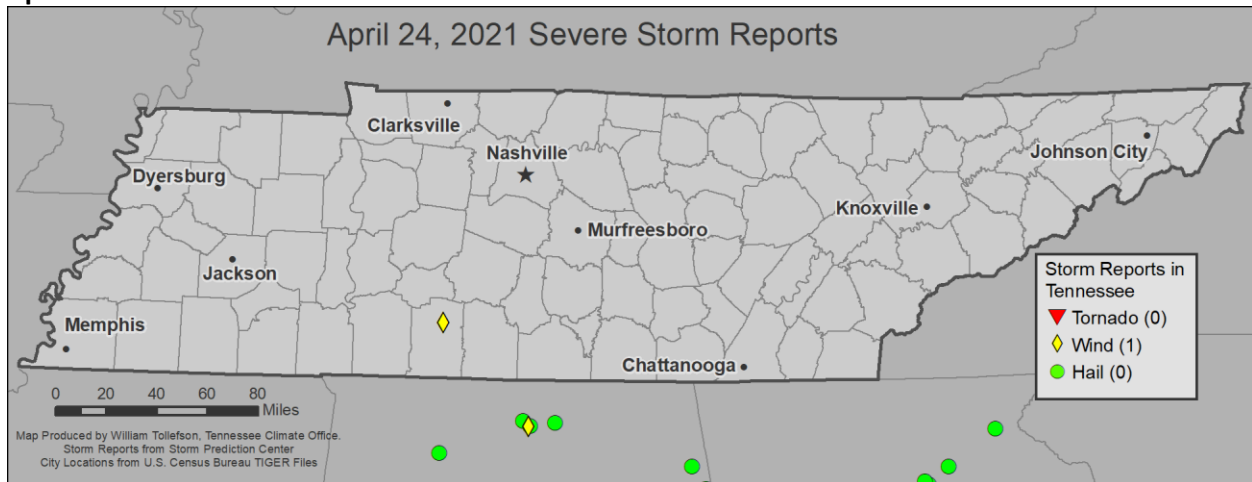 April 24, 2021 Severe Storm Reports
Clarksville
Nashville
Johnson City
Dyersburg
Knoxville
Murfreesboro
Jackson
Storm Reports in
Tennessee
Tornado (0)
Wind (1)
Hail (0)
Memphis
Chattanooga
0 20 40 60 80
Miles
Map Produced by William Tollefson, Tennessee Climate Office.
Storm Reports from Storm Prediction Center
City Locations from U.S. Census Bureau TIGER Files